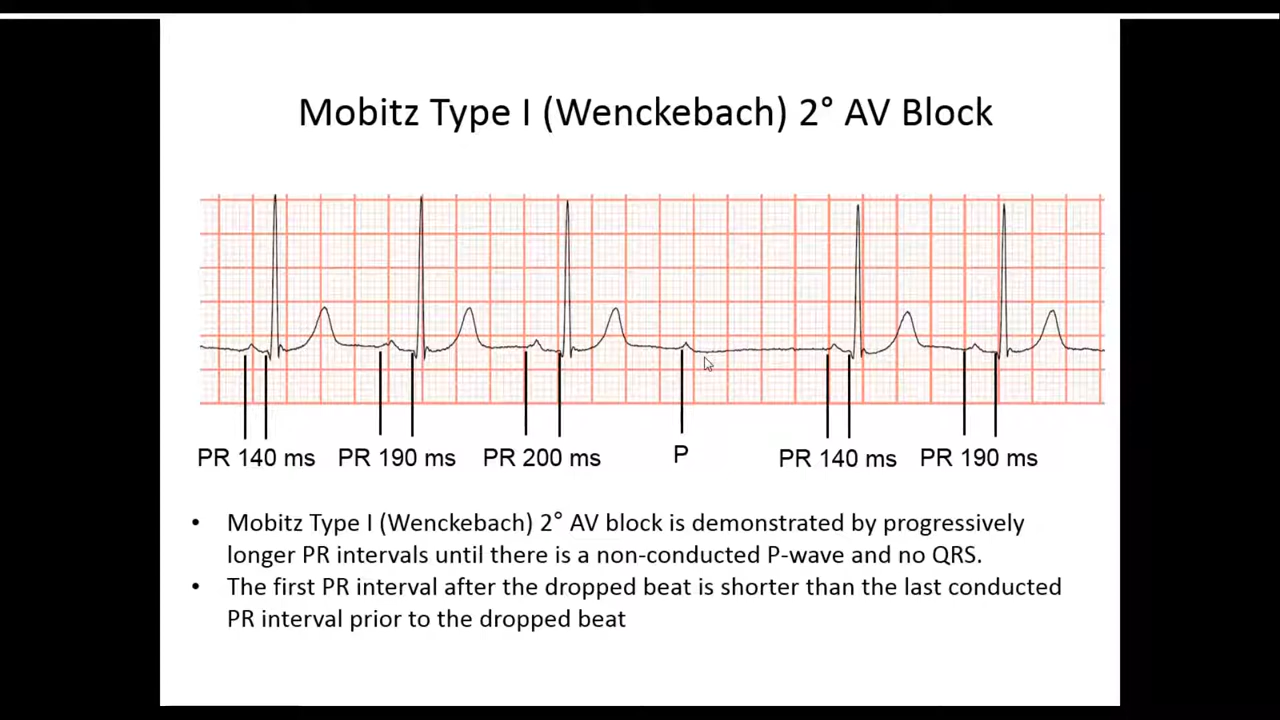 Mobitz Type I (Wenckebach) 2° AV Block
PR 140 ms PR 190 ms PR 200 ms P PR 140 ms PR 190 ms
• Mobitz Type I (Wenckebach) 2° AV block is demonstrated by progressively
longer PR intervals until there is a non-conducted P-wave and no QRS.
• The first PR interval after the dropped beat is shorter than the last conducted
PR interval prior to the dropped beat